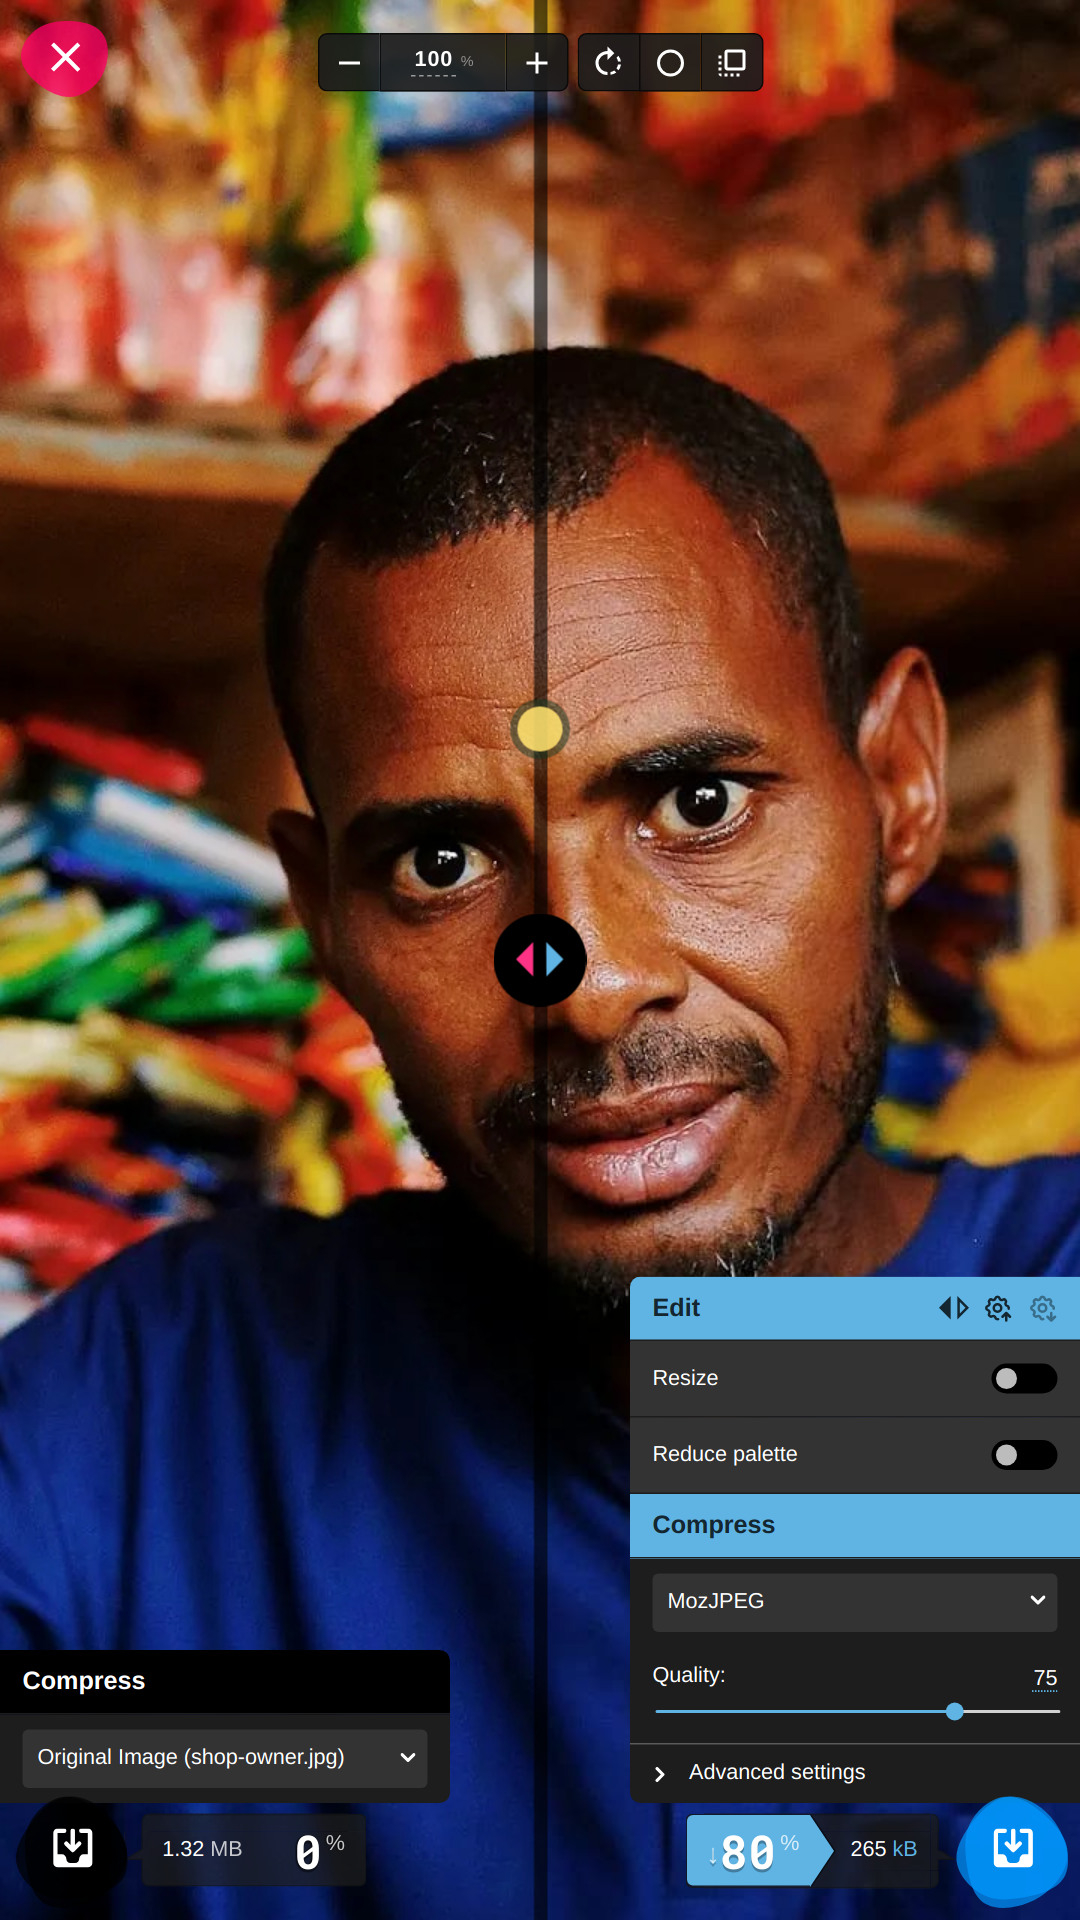 100 %
Edit
Resize
Reduce palette
Compress
MozJPEG
Quality: 75
Advanced settings
Compress
Original Image (shop-owner.jpg)
1.32 MB 0 %
↓80 % 265 kB